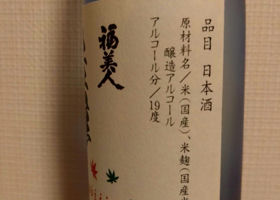 品目 日本酒
原材料名／米(国産)、米麹(国産米
醸造アルコール
アルコール分／19度
福美人